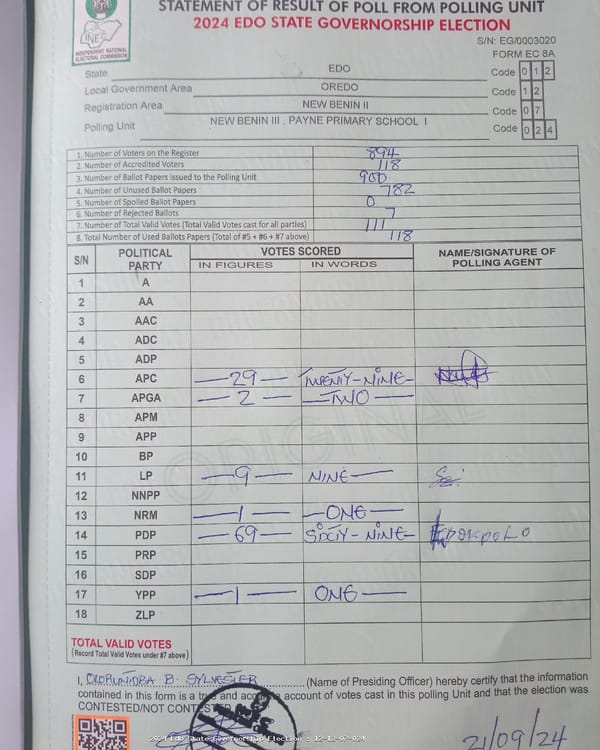 STATEMENT OF RESULT OF POLL FROM POLLING UNIT
2024 EDO STATE GOVERNORSHIP ELECTION
INEC
INDEPENDENT NATIONAL
ELECTORAL COMMISSION
S/N: EG/0003020
FORM EC 8A
State EDO Code 0 1 2
Local Government Area OREDO Code 1 2
Registration Area NEW BENIN II Code 0 7
Polling Unit NEW BENIN III , PAYNE PRIMARY SCHOOL I Code 0 2 4
1. Number of Voters on the Register 894
2. Number of Accredited Voters 118
3. Number of Ballot Papers Issued to the Polling Unit 900
4. Number of Unused Ballot Papers 782
5. Number of Spoiled Ballot Papers 0
6. Number of Rejected Ballots 7
7. Number of Total Valid Votes (Total Valid Votes cast for all parties) 111
8. Total Number of Used Ballots Papers (Total of #5 + #6 + #7 above) 118
S/N POLITICAL PARTY VOTES SCORED NAME/SIGNATURE OF POLLING AGENT
IN FIGURES IN WORDS
1 A
2 AA
3 AAC
4 ADC
5 ADP
6 APC —29— TWENTY-NINE-
7 APGA —2— —TWO—
8 APM
9 APP
10 BP
11 LP —9— NINE—
12 NNPP
13 NRM —1— —ONE—
14 PDP —69— SIXTY-NINE-
15 PRP
16 SDP
17 YPP —1— ONE—
18 ZLP
ORIGINAL
TOTAL VALID VOTES
(Record Total Valid Votes under #7 above)
I, B. SYLVESTER (Name of Presiding Officer) hereby certify that the information
contained in this form is a true and accurate account of votes cast in this polling Unit and that the election was
CONTESTED/NOT CONTESTED
2024 Edo State Governorship Election - 12-12-07-024
21/09/24